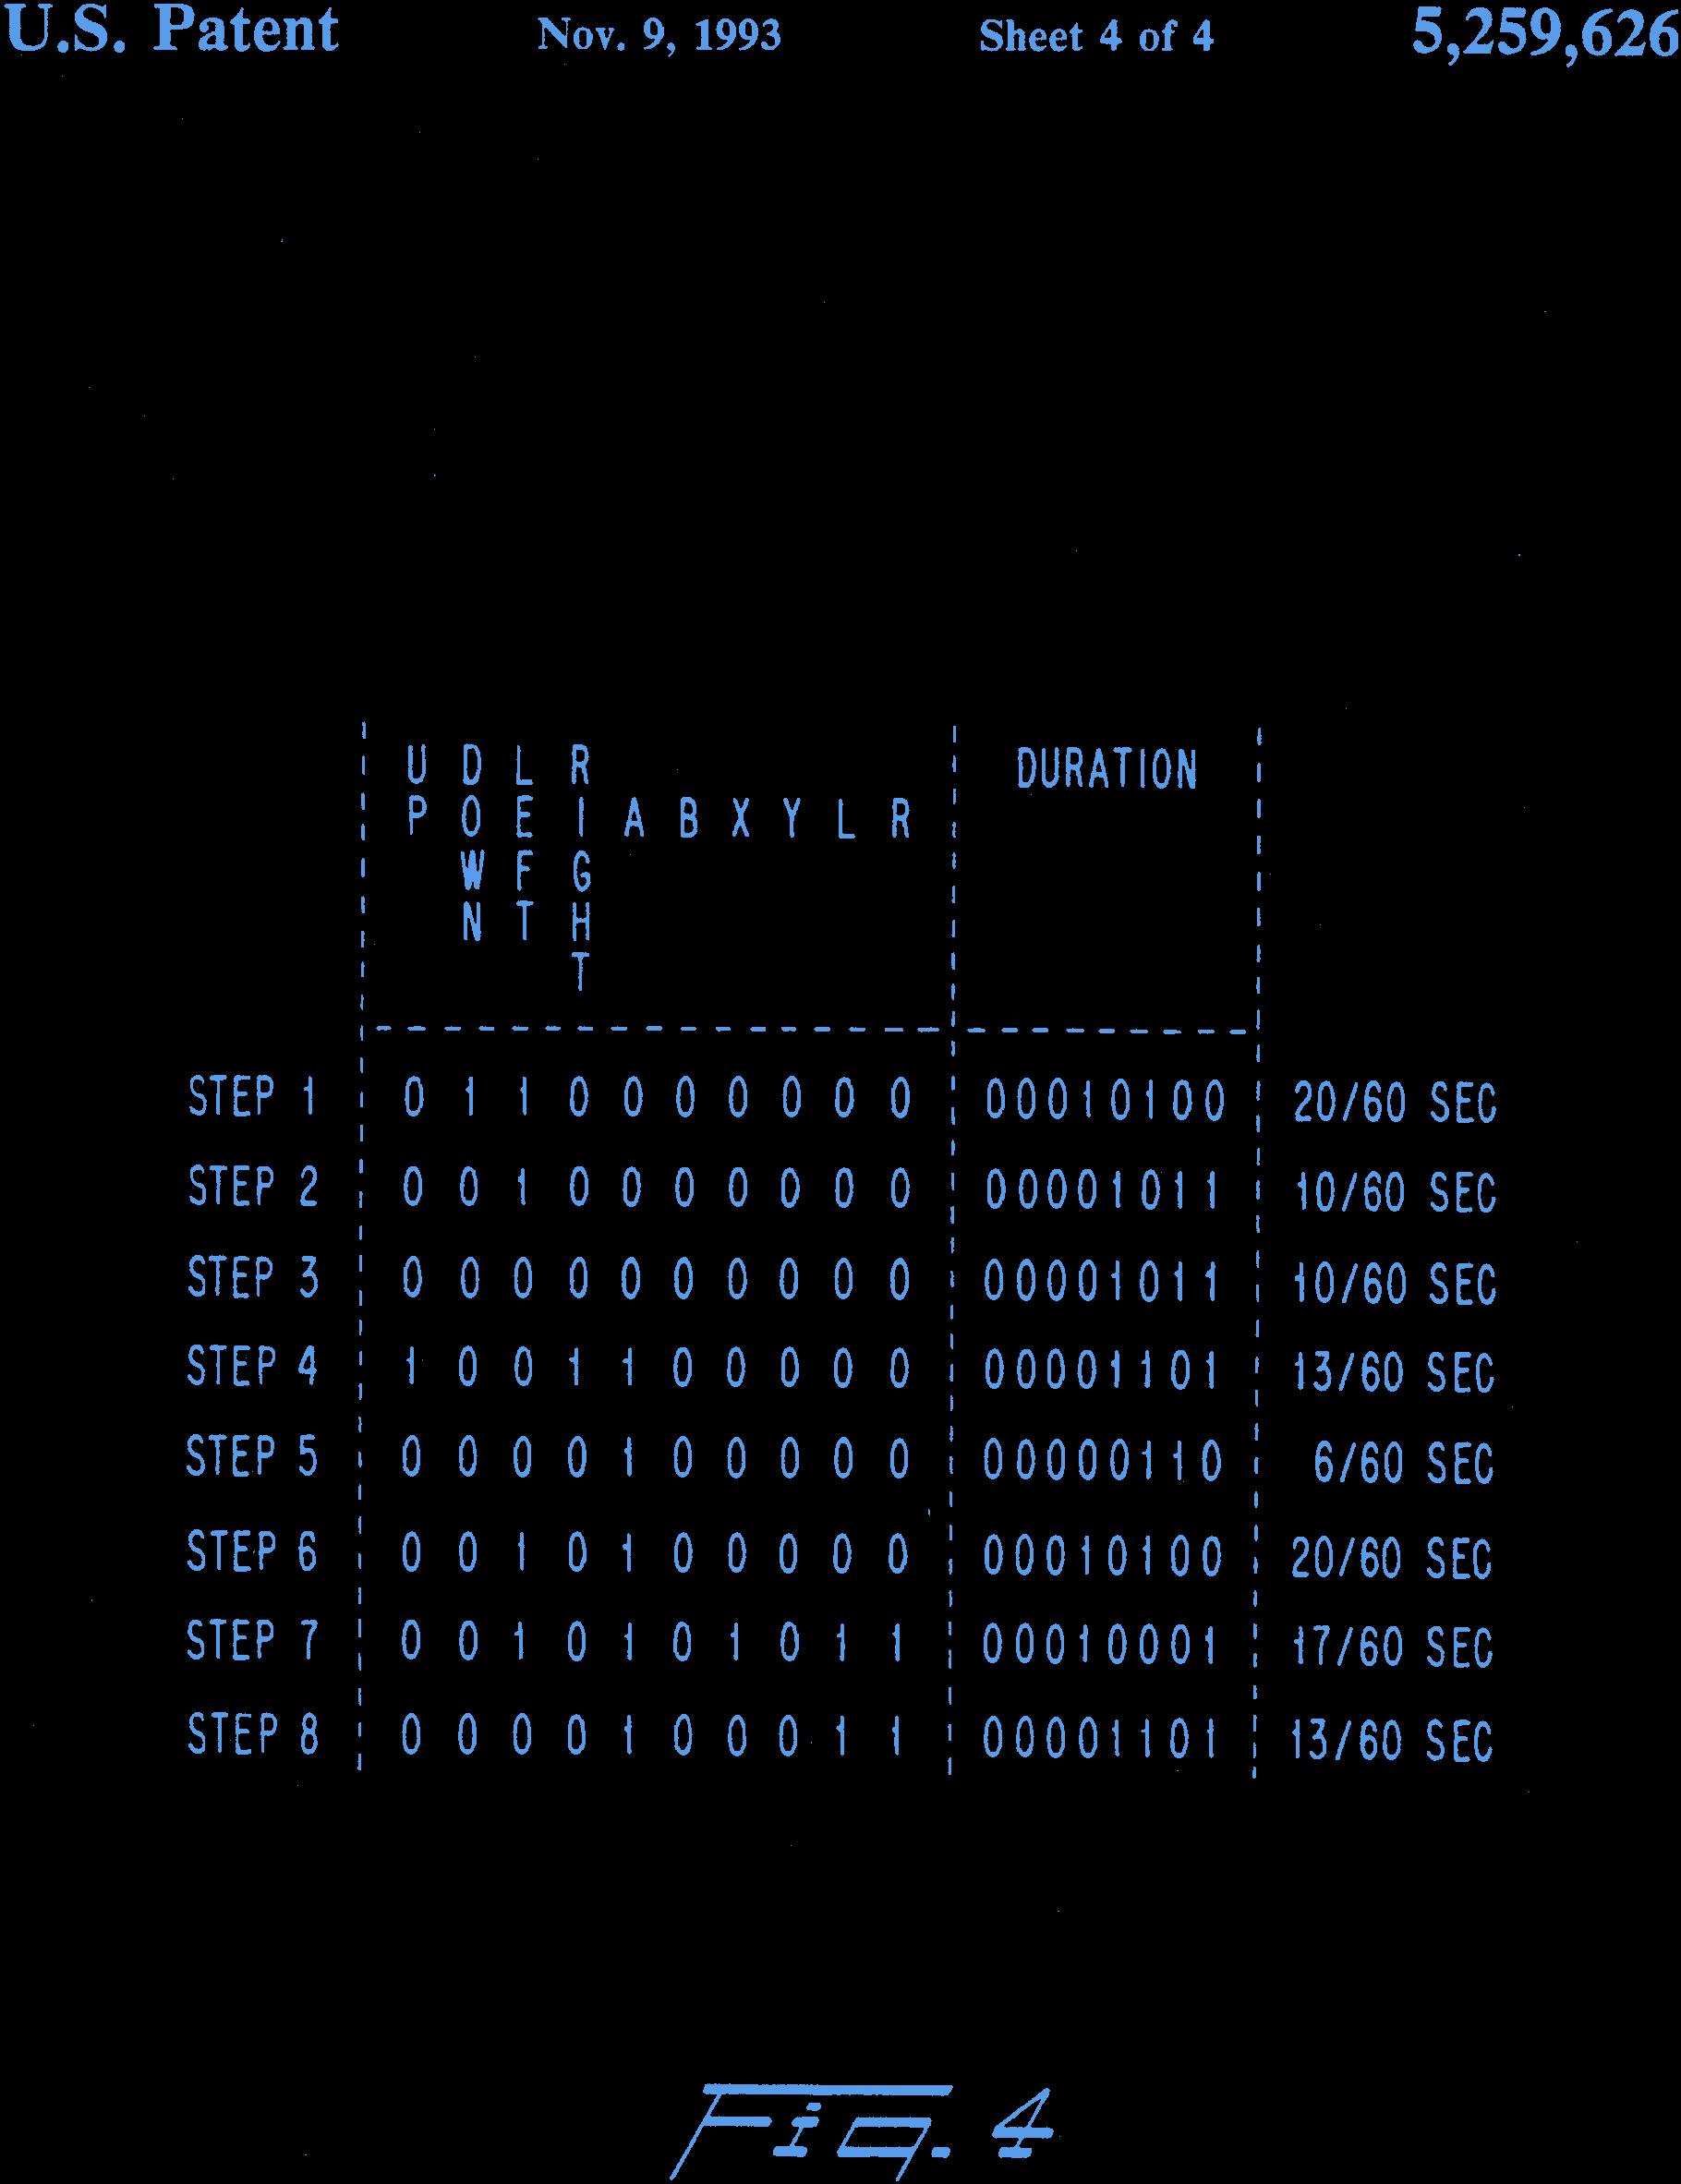 U.S. Patent Nov. 9, 1993 Sheet 4 of 4 5,259,626
UP DOWN LEFT RIGHT A B X Y L R DURATION
STEP 1 0 1 1 0 0 0 0 0 0 0 00010100 20/60 SEC
STEP 2 0 0 1 0 0 0 0 0 0 0 00001011 10/60 SEC
STEP 3 0 0 0 0 0 0 0 0 0 0 00001011 10/60 SEC
STEP 4 1 0 0 1 1 0 0 0 0 0 00001101 13/60 SEC
STEP 5 0 0 0 0 1 0 0 0 0 0 00000110 6/60 SEC
STEP 6 0 0 1 0 1 0 0 0 0 0 00010100 20/60 SEC
STEP 7 0 0 1 0 1 0 1 0 1 1 00010001 17/60 SEC
STEP 8 0 0 0 0 1 0 0 0 1 1 00001101 13/60 SEC
Fig. 4